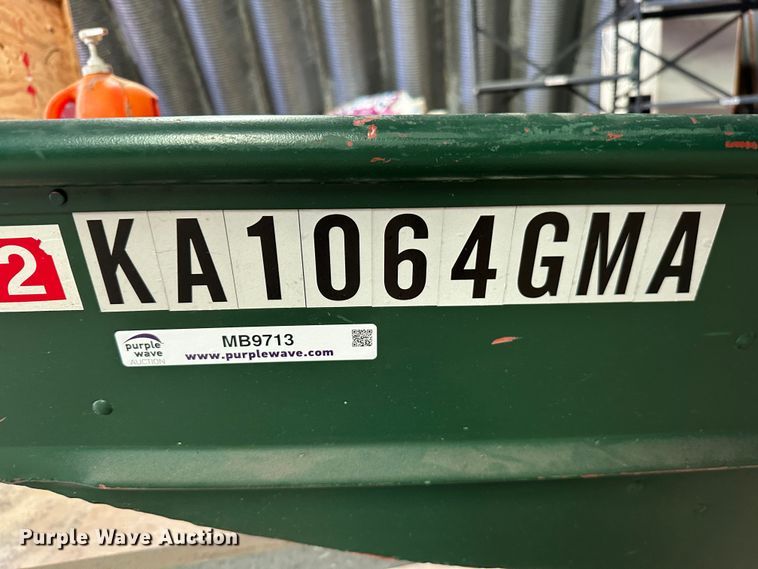 2
KA1064GMA
purple
wave
AUCTION
MB9713
www.purplewave.com
Purple Wave Auction